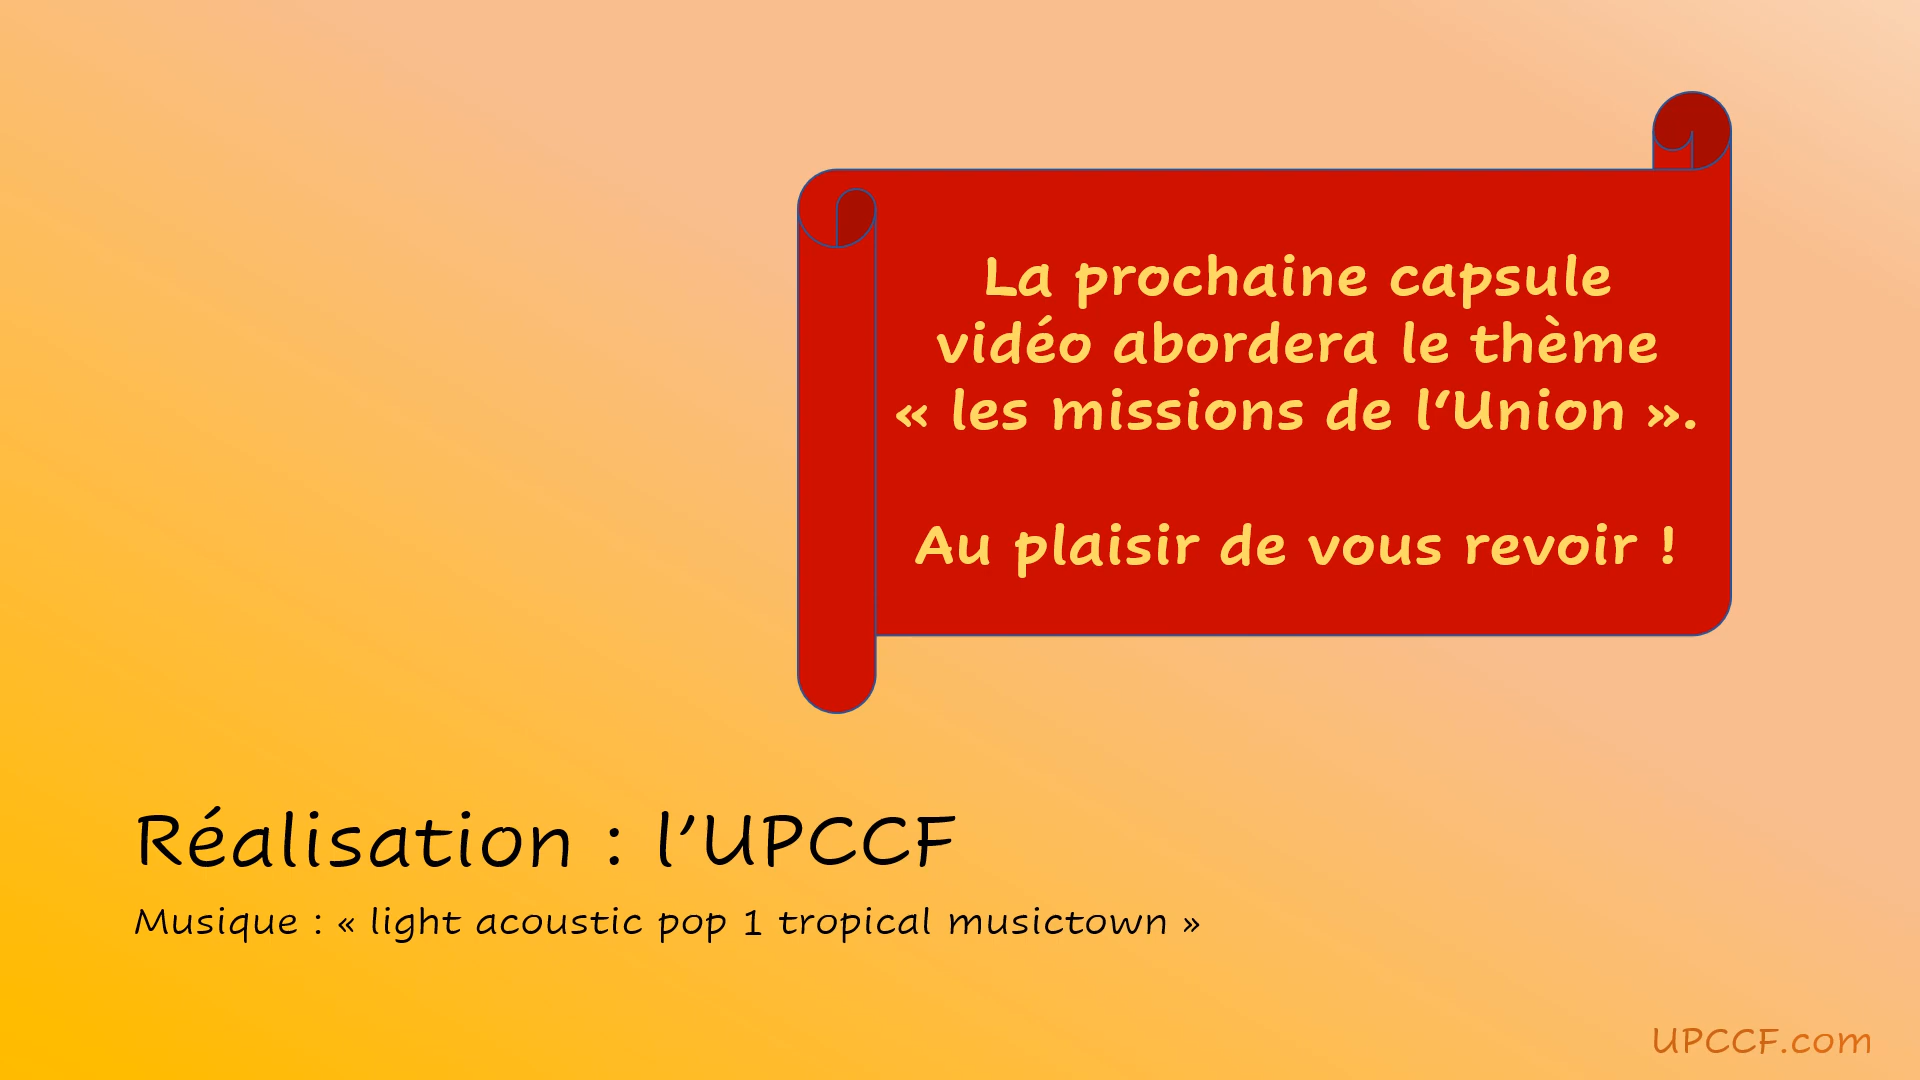 La prochaine capsule
vidéo abordera le thème
« les missions de l‘Union ».
Au plaisir de vous revoir !
Réalisation : l’UPCCF
Musique : « light acoustic pop 1 tropical musictown »
UPCCF.com